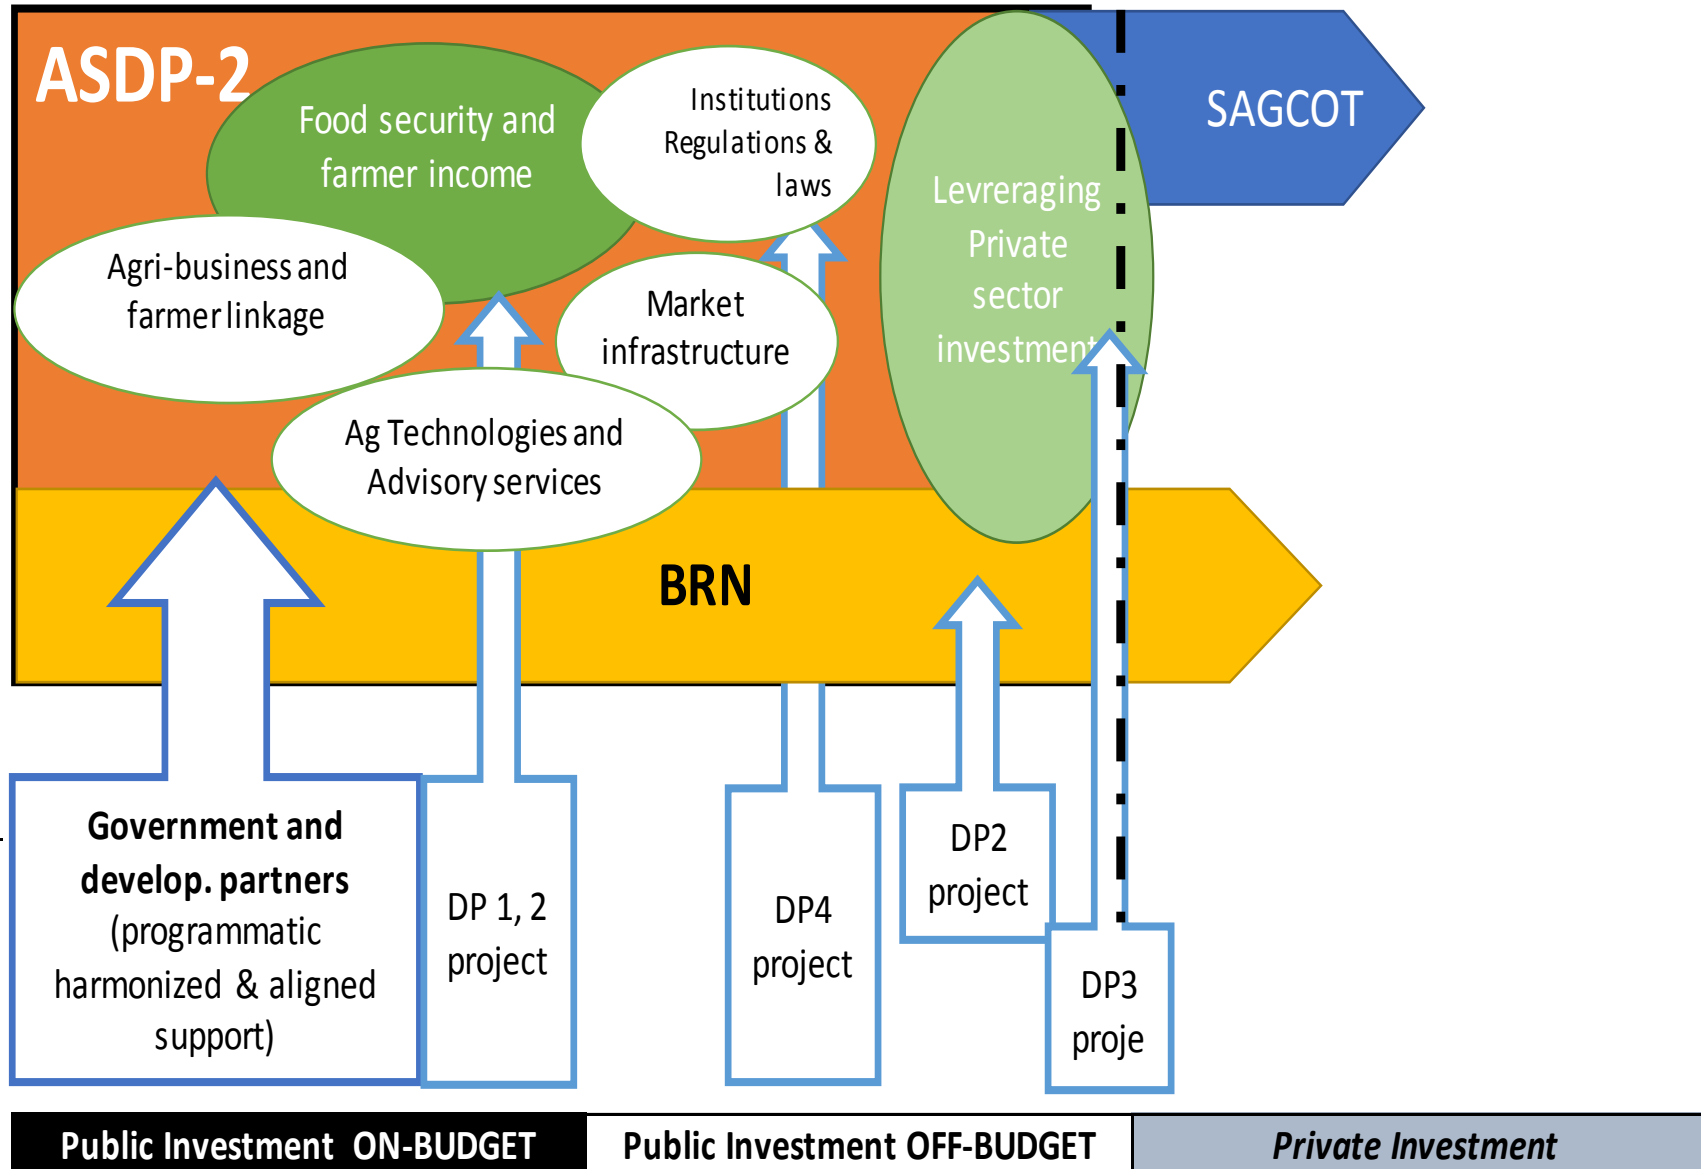 ASDP-2
Food security and
farmer income
Institutions
Regulations &
laws
SAGCOT
Levreraging
Private
sector
investment
Agri-business and
farmer linkage
Market
infrastructure
Ag Technologies and
Advisory services
BRN
Government and
develop. partners
(programmatic
harmonized & aligned
support)
DP 1, 2
project
DP4
project
DP2
project
DP3
proje
Public Investment ON-BUDGET
Public Investment OFF-BUDGET
Private Investment